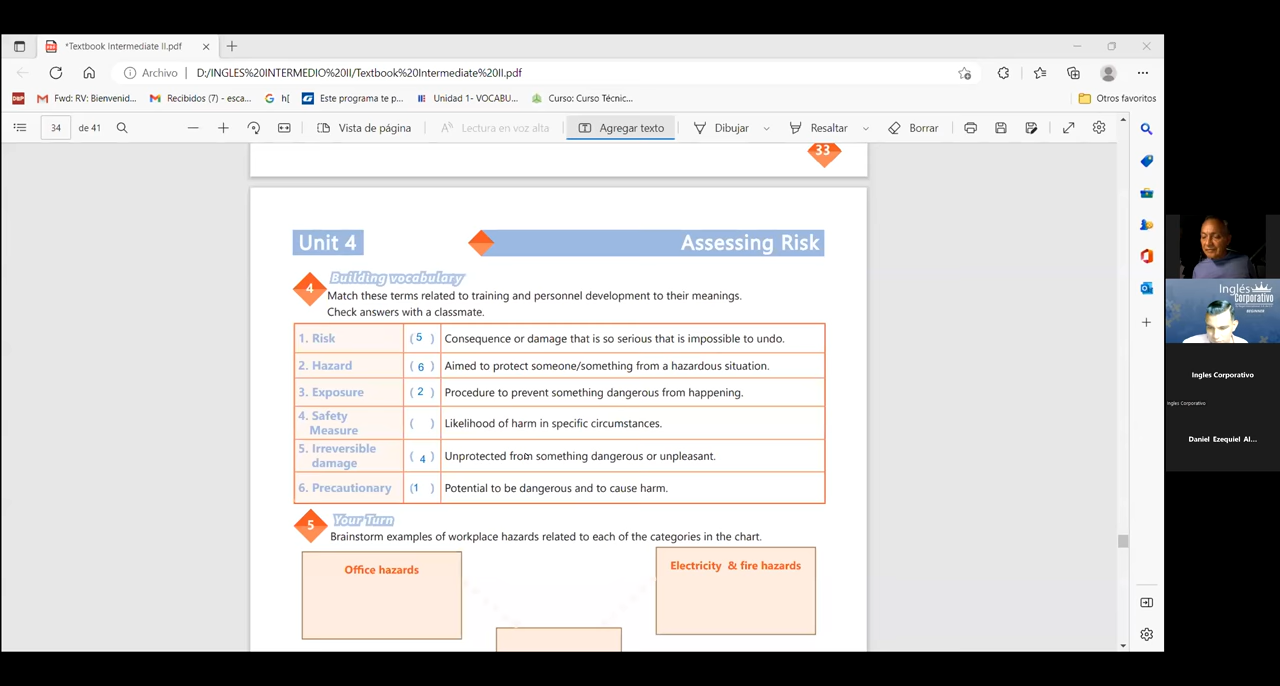 *Textbook Intermediate II.pdf
Archivo D:/INGLES%20INTERMEDIO%20II/Textbook%20Intermediate%20II.pdf
Fwd: RV: Bienvenid... Recibidos (7) - esca... h[ Este programa te p... Unidad 1- VOCABU... Curso: Curso Técnic... Otros favoritos
34 de 41 Vista de página Lectura en voz alta Agregar texto Dibujar Resaltar Borrar
33
Unit 4 Assessing Risk
4 Building vocabulary
Match these terms related to training and personnel development to their meanings.
Check answers with a classmate.
1. Risk ( 5 ) Consequence or damage that is so serious that is impossible to undo.
2. Hazard ( 6 ) Aimed to protect someone/something from a hazardous situation.
3. Exposure ( 2 ) Procedure to prevent something dangerous from happening.
4. Safety
Measure ( ) Likelihood of harm in specific circumstances.
5. Irreversible
damage ( 4 ) Unprotected from something dangerous or unpleasant.
6. Precautionary ( 1 ) Potential to be dangerous and to cause harm.
5 Your Turn
Brainstorm examples of workplace hazards related to each of the categories in the chart.
Office hazards
Electricity & fire hazards
Inglés
Corporativo
BEGINNER
Ingles Corporativo
Ingles Corporativo
Daniel Ezequiel Al...